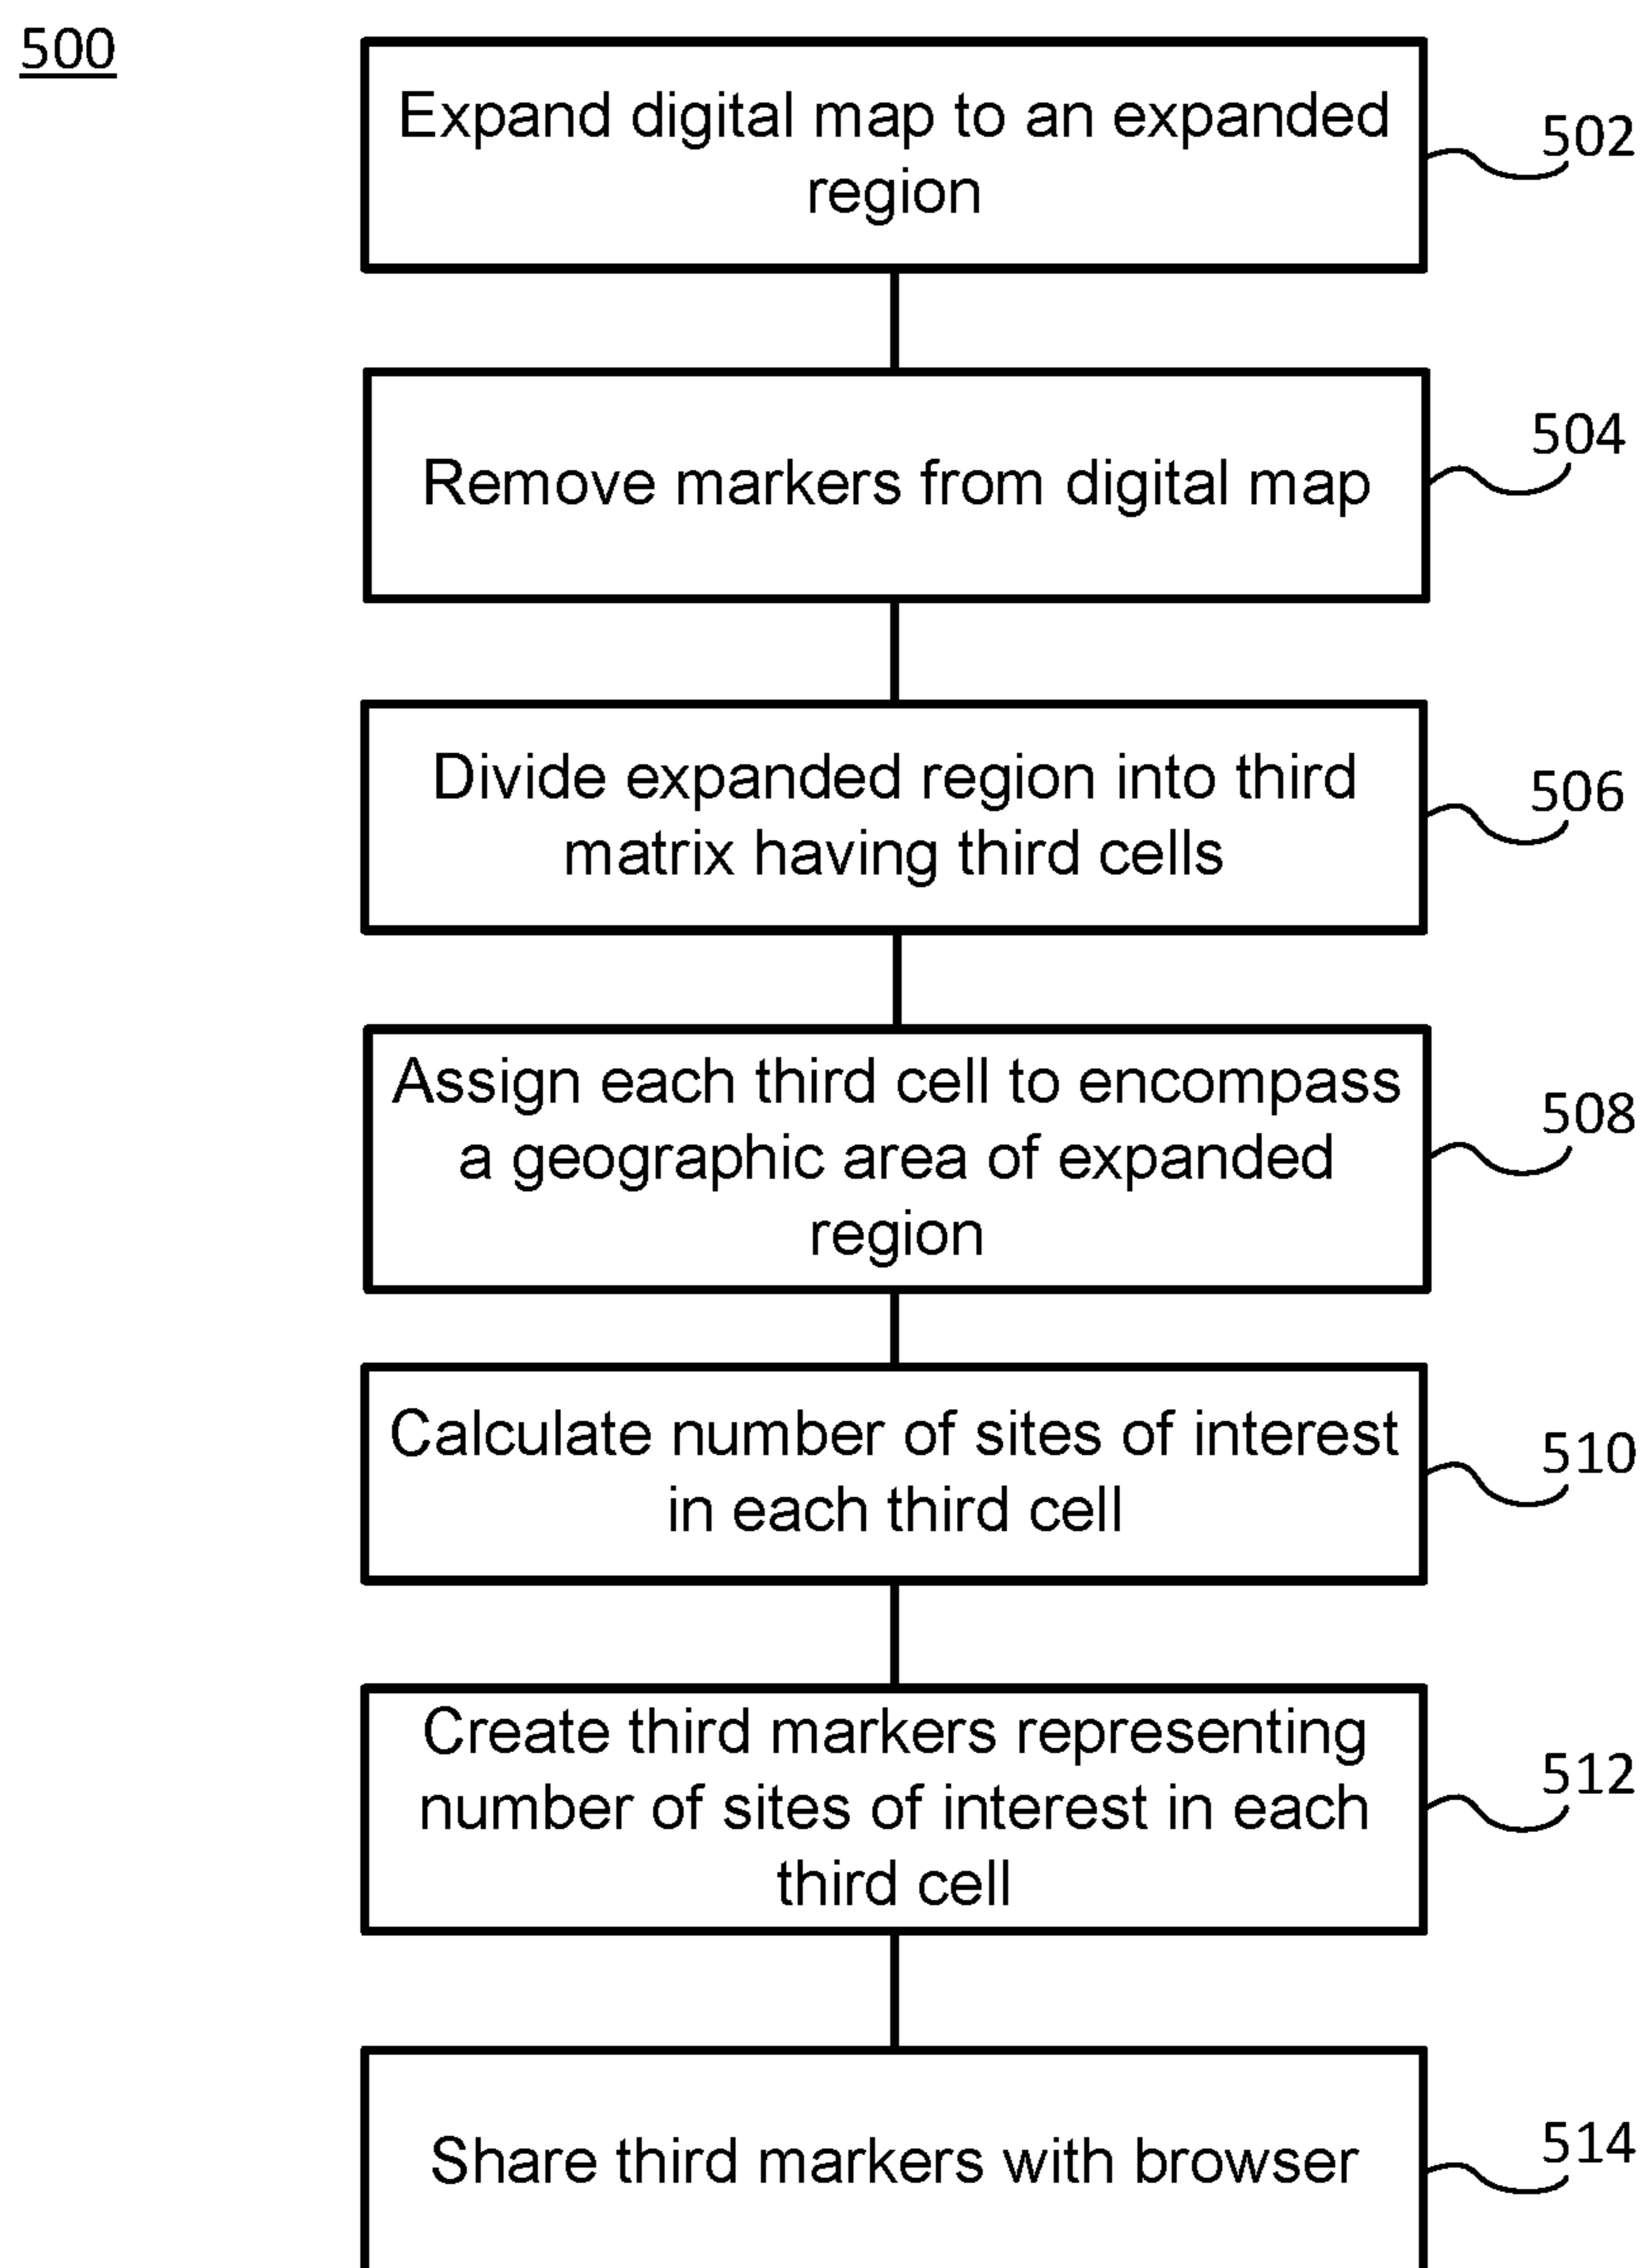 500
Expand digital map to an expanded
region
502
Remove markers from digital map
504
Divide expanded region into third
matrix having third cells
506
Assign each third cell to encompass
a geographic area of expanded
region
508
Calculate number of sites of interest
in each third cell
510
Create third markers representing
number of sites of interest in each
third cell
512
Share third markers with browser
514